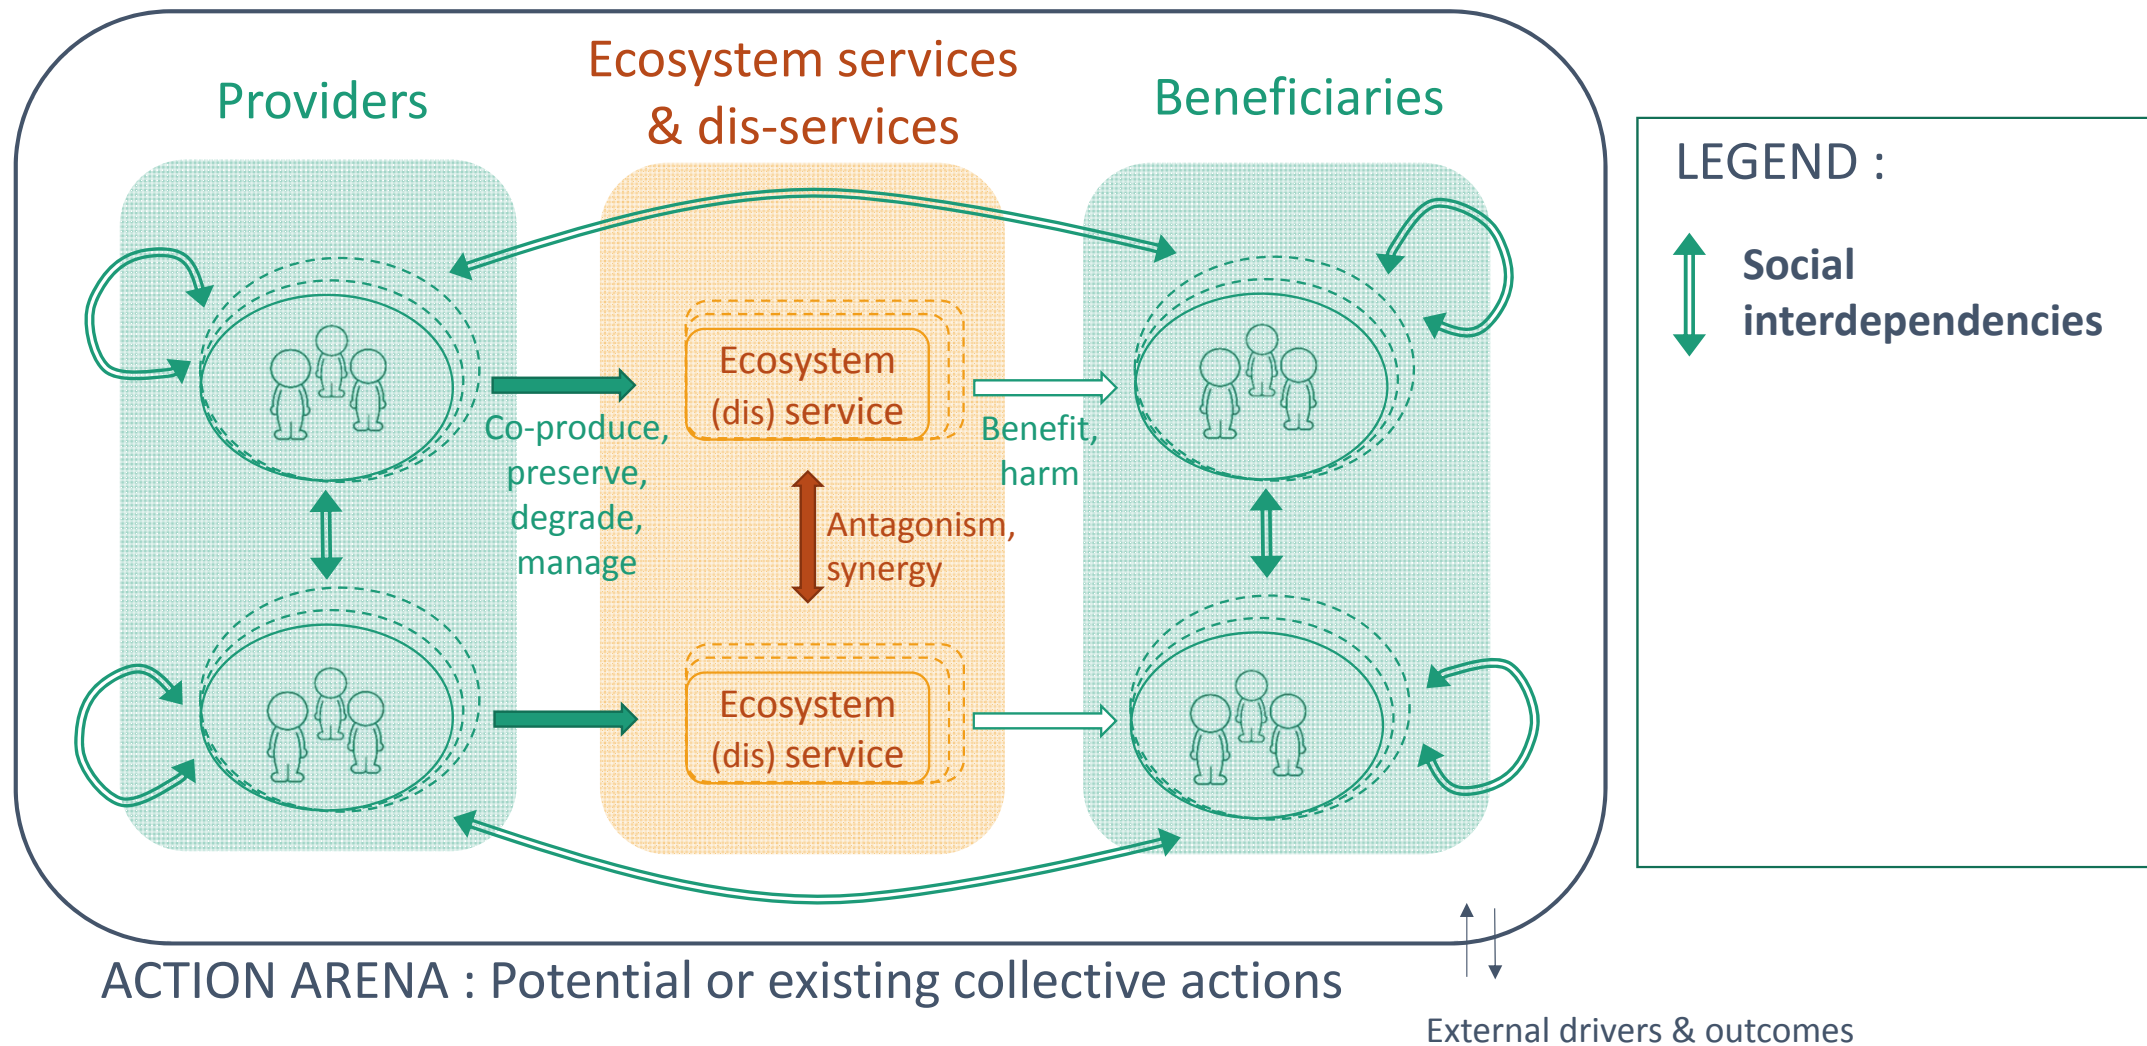 Providers
Ecosystem services
& dis-services
Beneficiaries
LEGEND :
Social
interdependencies
Ecosystem
(dis) service
Co-produce,
preserve,
degrade,
manage
Benefit,
harm
Antagonism,
synergy
Ecosystem
(dis) service
ACTION ARENA : Potential or existing collective actions
External drivers & outcomes